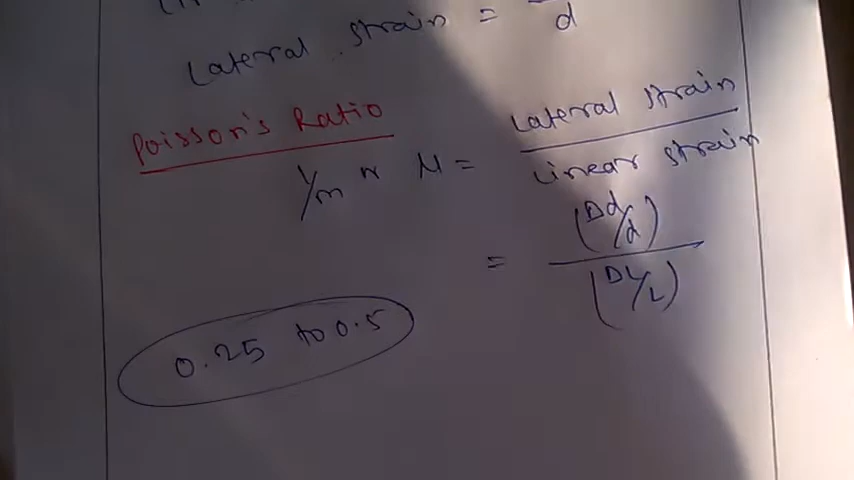 Lateral strain = 
d
Poisson's Ratio
1/m or μ = Lateral strain
Linear strain
= (Δd/d)
(ΔL/L)
0.25 to 0.5